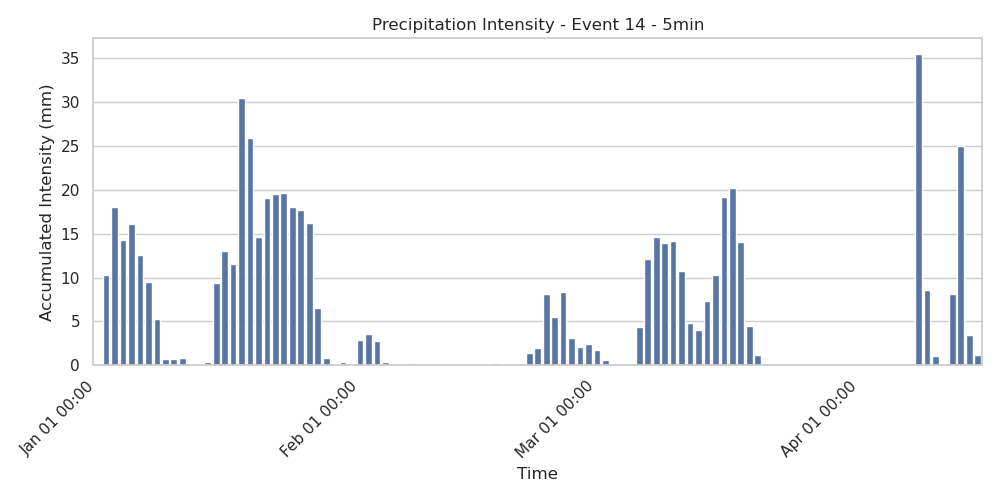 Precipitation Intensity - Event 14 - 5min
Accumulated Intensity (mm)
35
30
25
20
15
10
5
0
Jan 01 00:00
Feb 01 00:00
Mar 01 00:00
Apr 01 00:00
Time